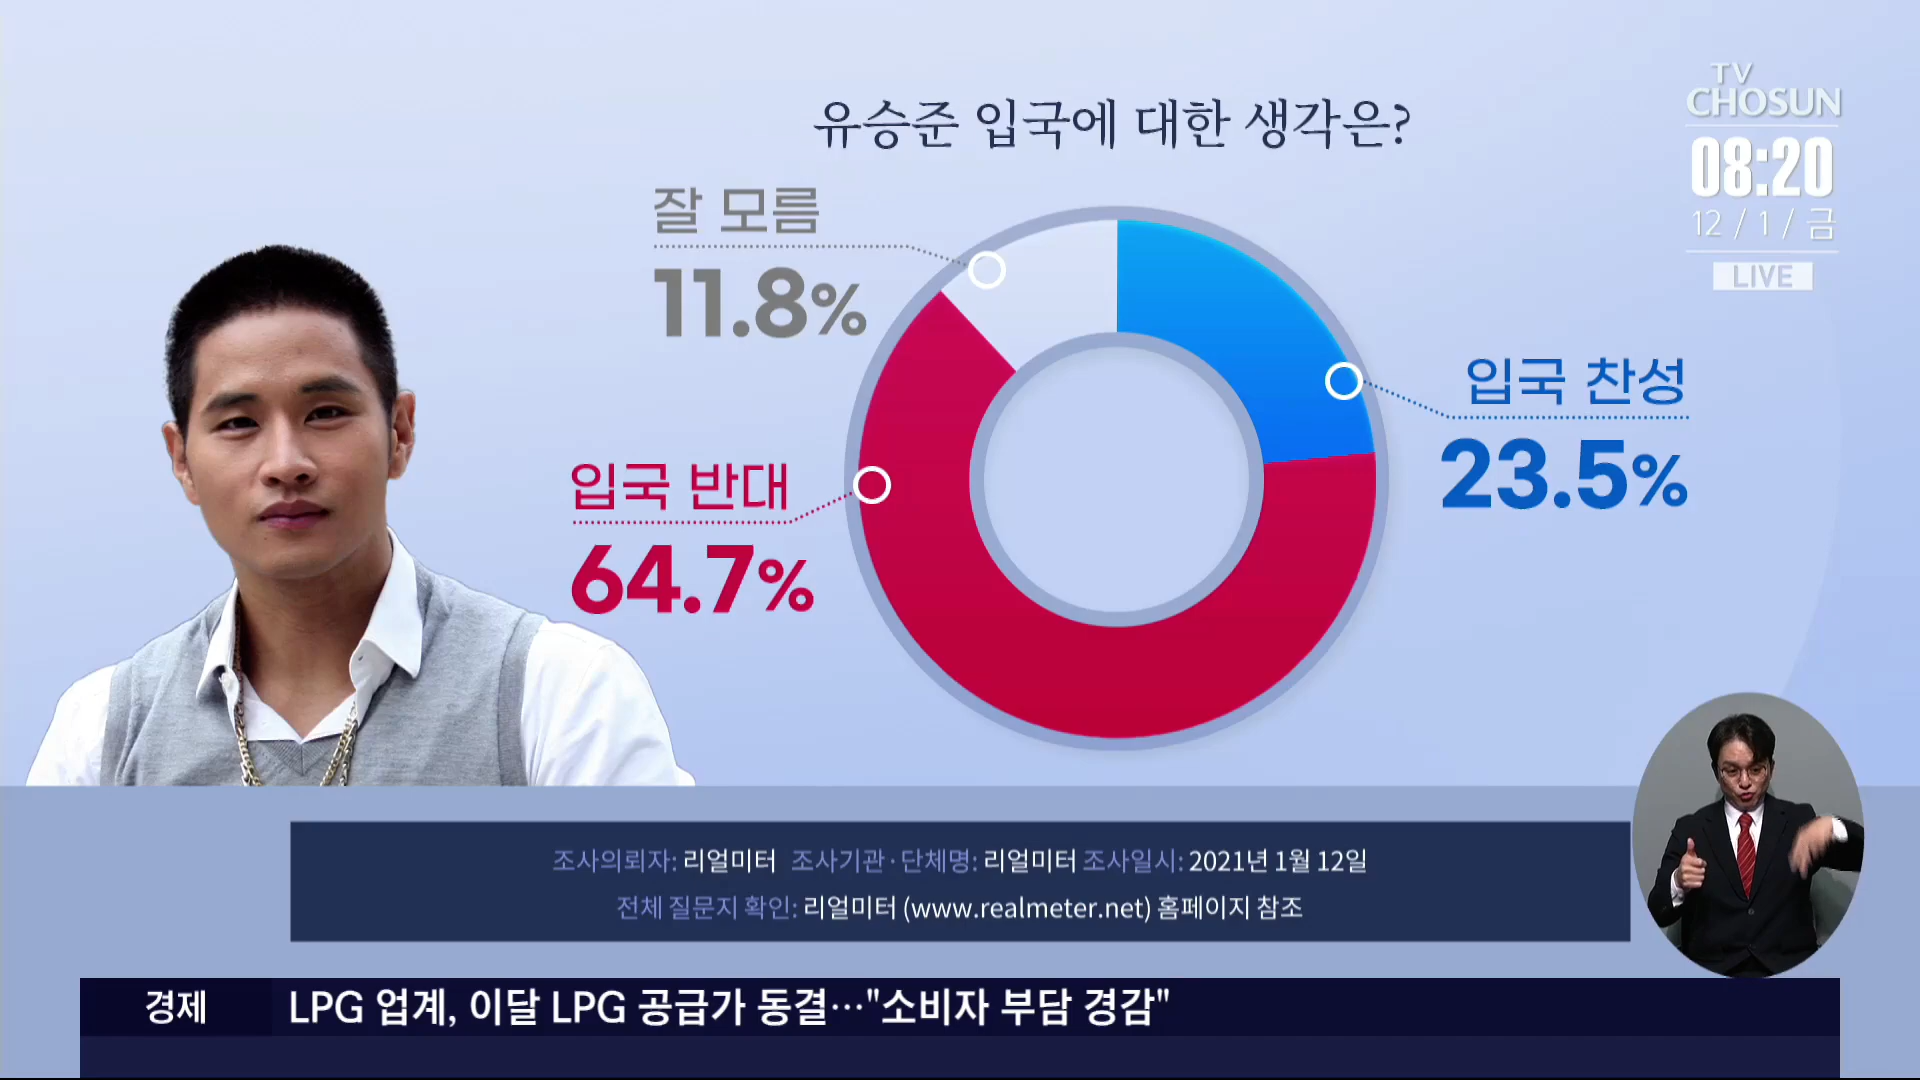 유승준 입국에 대한 생각은?
TV
CHOSUN
08:20
12 / 1 / 금
LIVE
잘 모름
11.8%
입국 찬성
23.5%
입국 반대
64.7%
조사의뢰자: 리얼미터 조사기관·단체명: 리얼미터 조사일시: 2021년 1월 12일
전체 질문지 확인: 리얼미터 (www.realmeter.net) 홈페이지 참조
경제 LPG 업계, 이달 LPG 공급가 동결…"소비자 부담 경감"